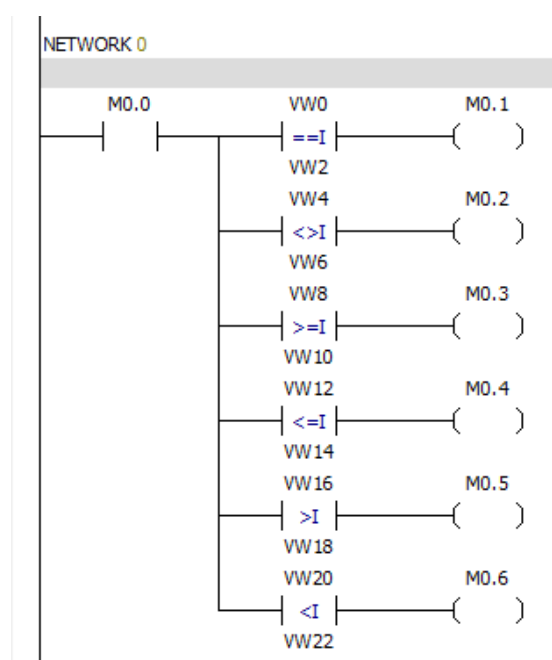 NETWORK 0
M0.0 VW0 M0.1
==I
VW2
VW4 M0.2
<>I
VW6
VW8 M0.3
>=I
VW10
VW12 M0.4
<=I
VW14
VW16 M0.5
>I
VW18
VW20 M0.6
<I
VW22